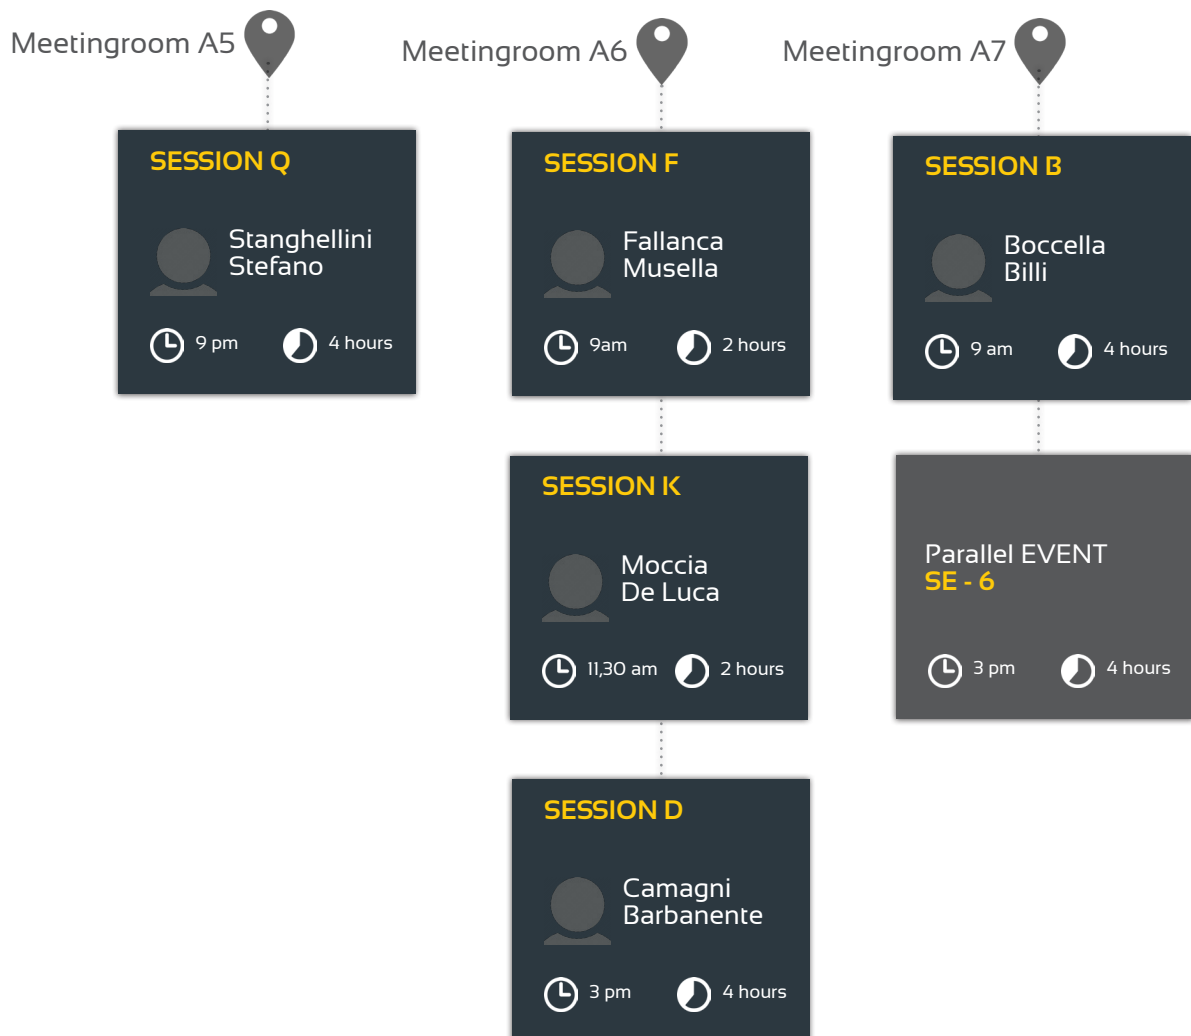 Meetingroom A5
SESSION Q
Stanghellini
Stefano
9 pm
4 hours
Meetingroom A6
SESSION F
Fallanca
Musella
9am
2 hours
SESSION K
Moccia
De Luca
11,30 am
2 hours
SESSION D
Camagni
Barbanente
3 pm
4 hours
Meetingroom A7
SESSION B
Boccella
Billi
9 am
4 hours
Parallel EVENT
SE - 6
3 pm
4 hours